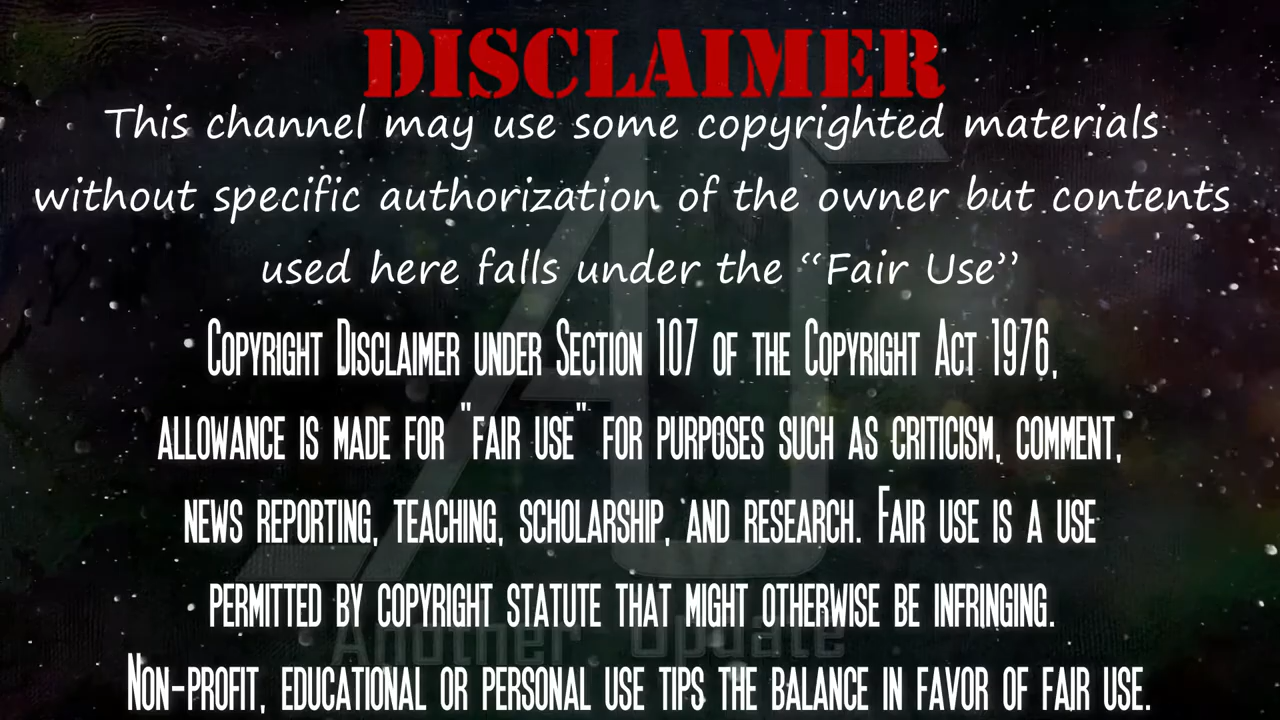 DISCLAIMER
This channel may use some copyrighted materials
without specific authorization of the owner but contents
used here falls under the “Fair Use”
Copyright Disclaimer under Section 107 of the Copyright Act 1976,
allowance is made for "fair use" for purposes such as criticism, comment,
news reporting, teaching, scholarship, and research. Fair use is a use
permitted by copyright statute that might otherwise be infringing.
Another Update
Non-profit, educational or personal use tips the balance in favor of fair use.